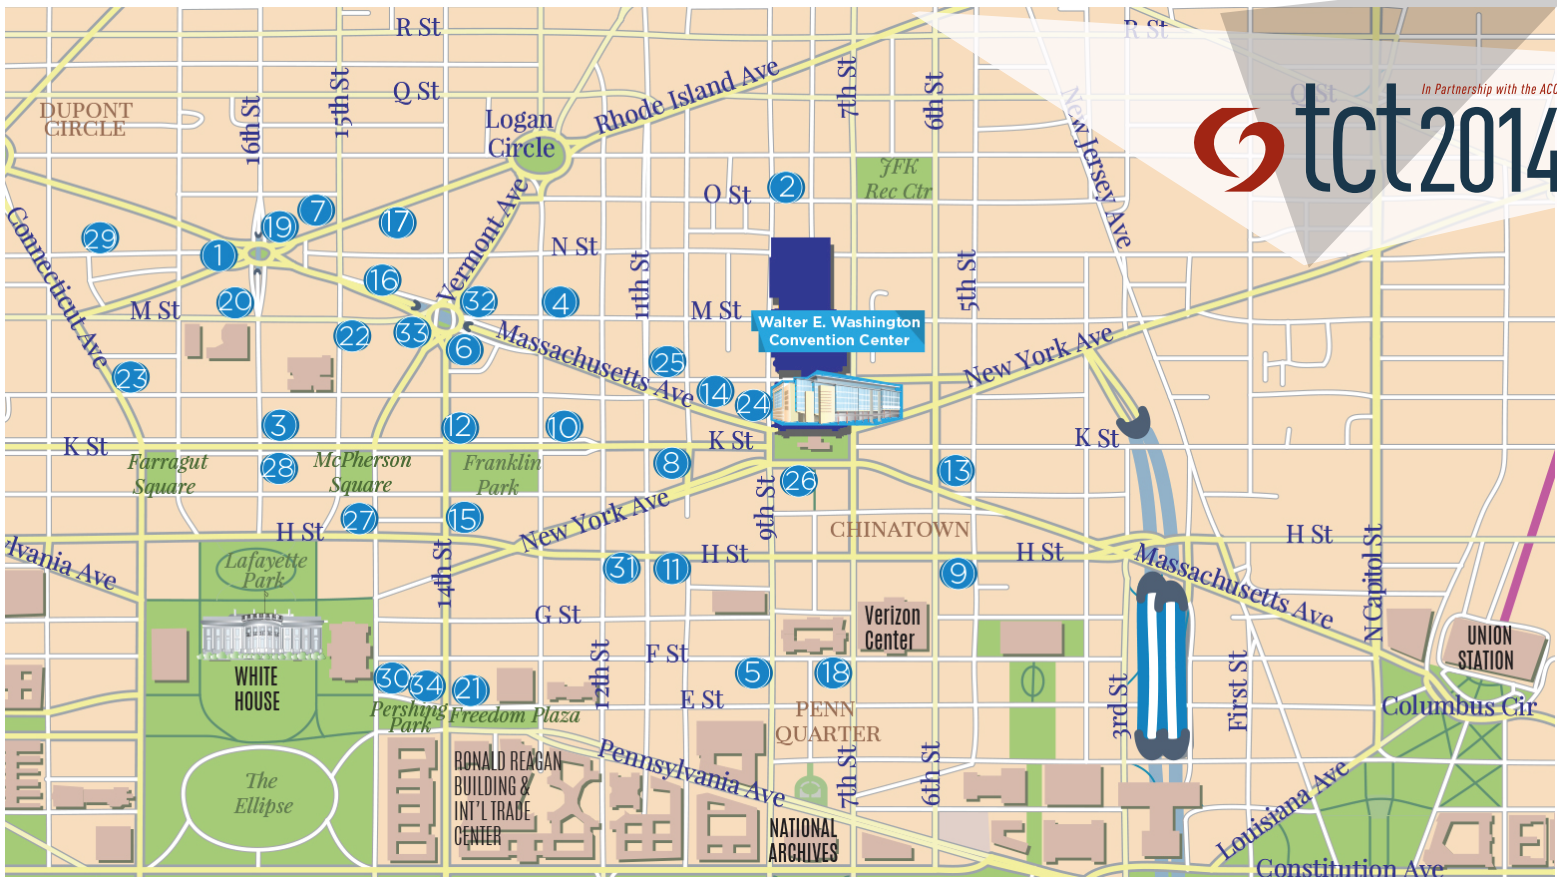 R St
R St
In Partnership with the ACC
tct2014
Q St
Q St
15th St
7th St
6th St
Rhode Island Ave
DUPONT
CIRCLE
16th St
Logan
Circle
New Jersey Ave
JFK
Rec Ctr
O St
2
7
17
19
29
1
Connecticut Ave
Vermont Ave
N St
11th St
5th St
16
20
32
4
M St
M St
Walter E. Washington
Convention Center
22
33
6
Massachusetts Ave
25
New York Ave
23
14
24
3
12
10
K St
K St
K St
Farragut
Square
28
McPherson
Square
Franklin
Park
8
13
26
9th St
27
15
New York Ave
CHINATOWN
H St
H St
H St
H St
lvania Ave
Lafayette
Park
14th St
31
11
9
Massachusetts Ave
N Capitol St
G St
Verizon
Center
UNION
STATION
WHITE
HOUSE
12th St
F St
30
34
21
5
18
E St
3rd St
First St
Columbus Cir
Pershing
Park
Freedom Plaza
PENN
QUARTER
Pennsylvania Ave
RONALD REAGAN
BUILDING &
INT'L TRADE
CENTER
7th St
6th St
The
Ellipse
Louisiana Ave
NATIONAL
ARCHIVES
Constitution Ave